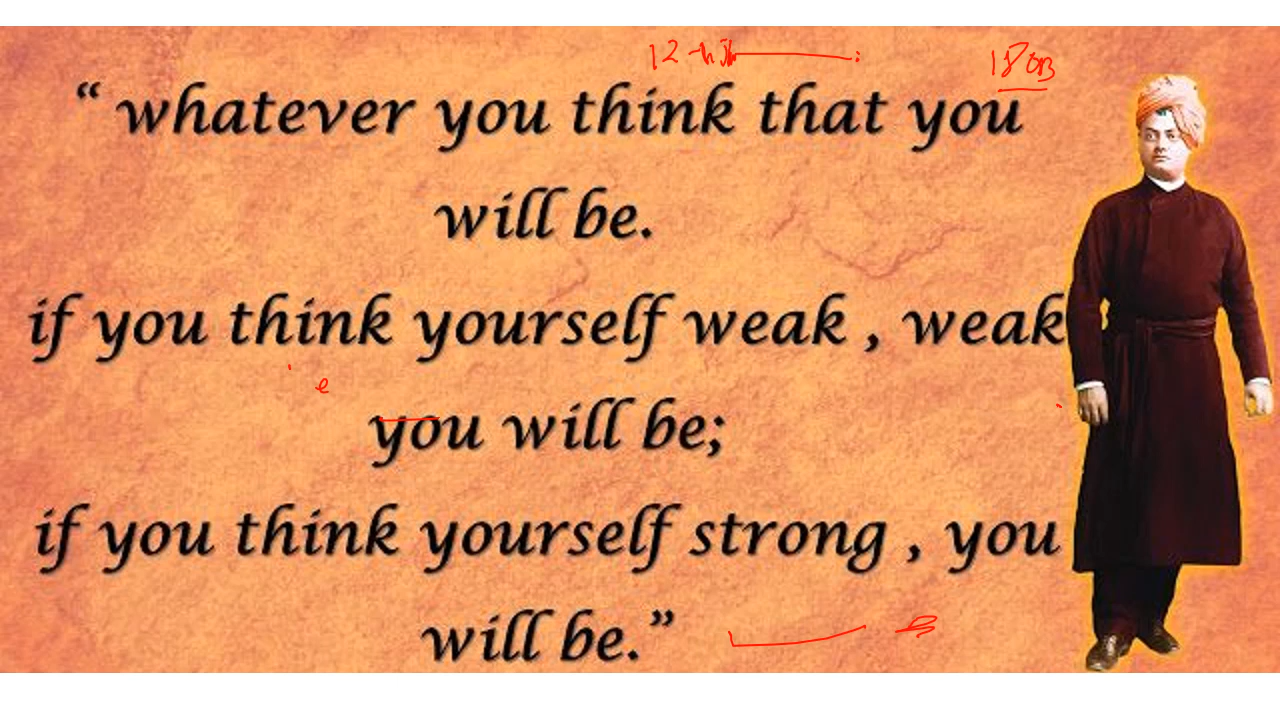 “ whatever you think that you
will be.
if you think yourself weak , weak
you will be;
if you think yourself strong , you
will be.”